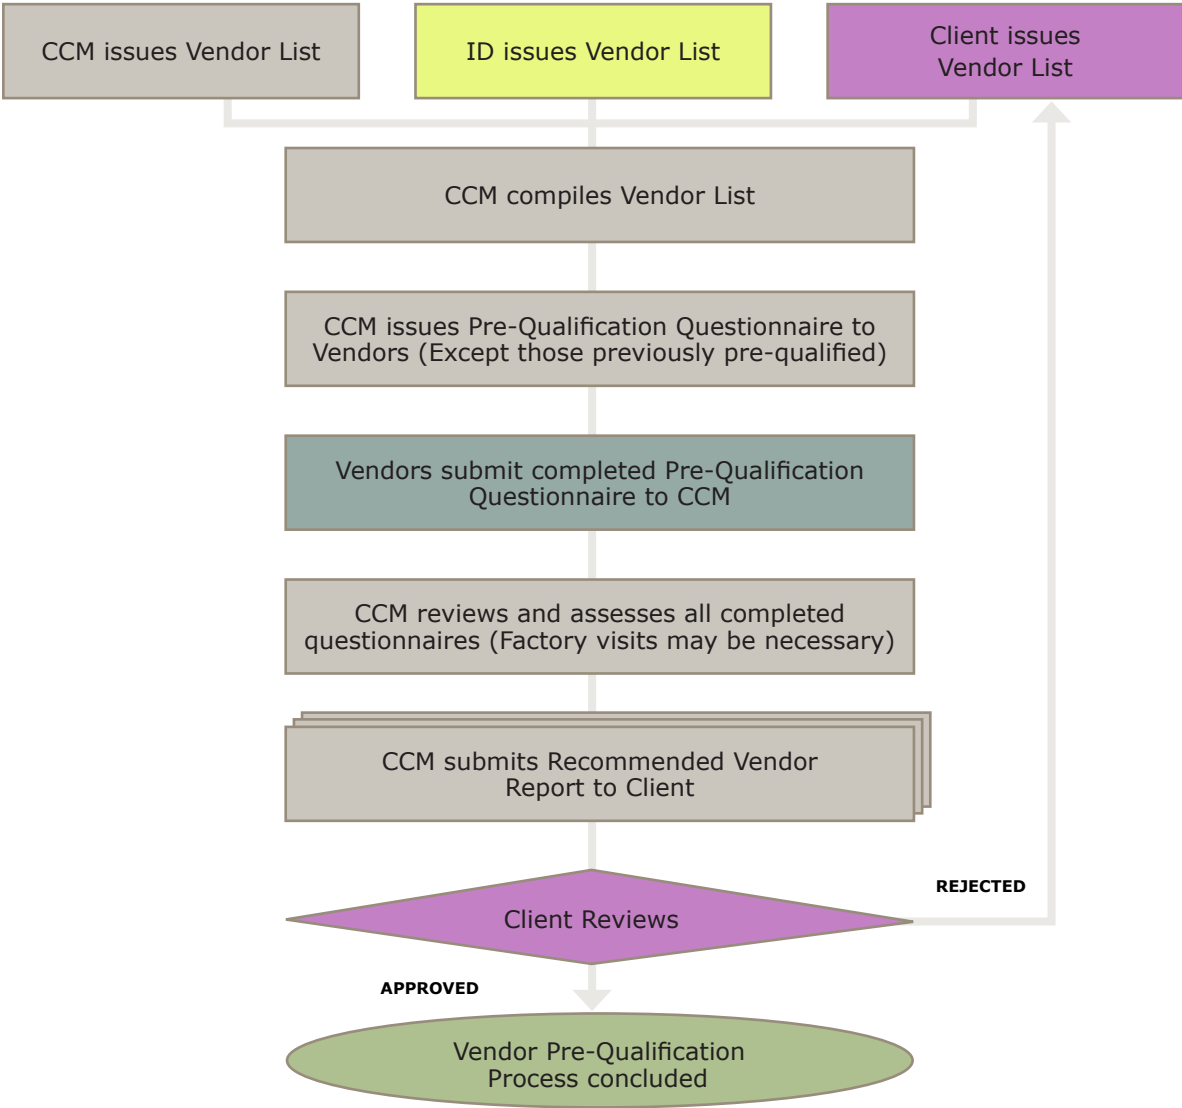 CCM issues Vendor List
ID issues Vendor List
Client issues
Vendor List
CCM compiles Vendor List
CCM issues Pre-Qualification Questionnaire to
Vendors (Except those previously pre-qualified)
Vendors submit completed Pre-Qualification
Questionnaire to CCM
CCM reviews and assesses all completed
questionnaires (Factory visits may be necessary)
CCM submits Recommended Vendor
Report to Client
REJECTED
Client Reviews
APPROVED
Vendor Pre-Qualification
Process concluded